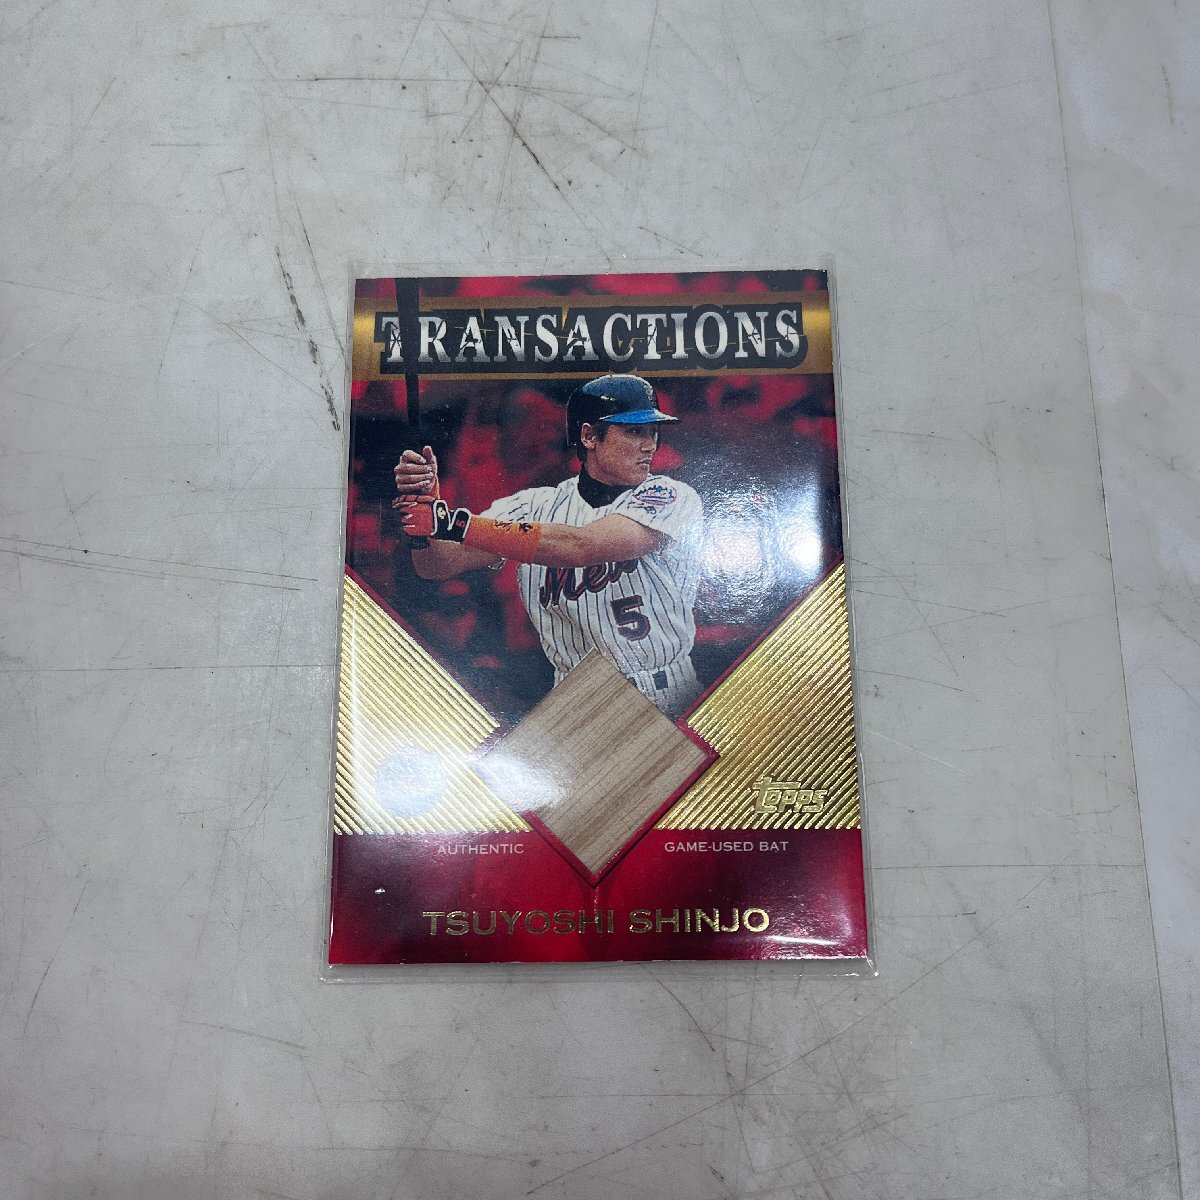 TRANSACTIONS
Mets
5
Topps
AUTHENTIC
GAME-USED BAT
TSUYOSHI SHINJO